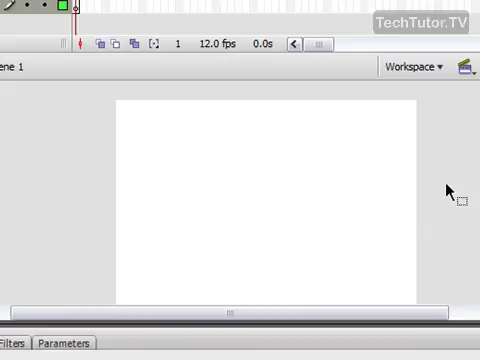 TechTutor.TV
1 12.0 fps 0.0s
ene 1 Workspace
Filters Parameters